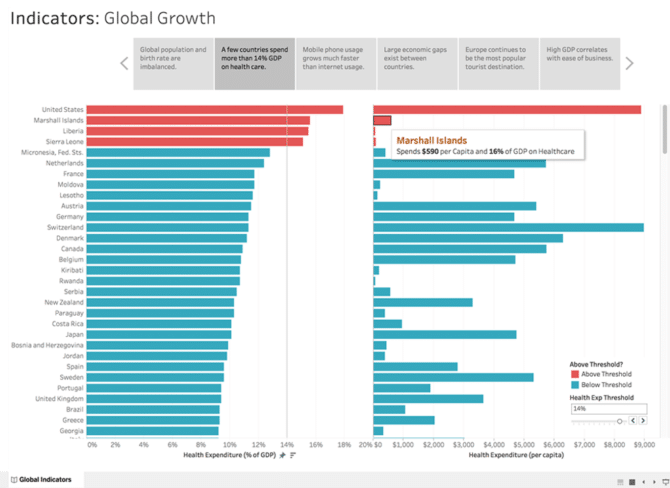 Indicators: Global Growth
Global population and
birth rate are
imbalanced.
A few countries spend
more than 14% GDP
on health care.
Mobile phone usage
grows much faster
than internet usage.
Large economic gaps
exist between
countries.
Europe continues to
be the most popular
tourist destination.
High GDP correlates
with ease of business.
United States
Marshall Islands
Liberia
Sierra Leone
Micronesia, Fed. Sts.
Netherlands
France
Moldova
Lesotho
Austria
Germany
Switzerland
Denmark
Canada
Belgium
Kiribati
Rwanda
Serbia
New Zealand
Paraguay
Costa Rica
Japan
Bosnia and Herzegovina
Jordan
Spain
Sweden
Portugal
United Kingdom
Brazil
Greece
Georgia
Marshall Islands
Spends $590 per Capita and 16% of GDP on Healthcare
Above Threshold?
Above Threshold
Below Threshold
Health Exp Threshold
14%
0% 2% 4% 6% 8% 10% 12% 14% 16% 18% 20%
$0 $1,000 $2,000 $3,000 $4,000 $5,000 $6,000 $7,000 $8,000 $9,000
Health Expenditure (% of GDP)
Health Expenditure (per capita)
Global Indicators